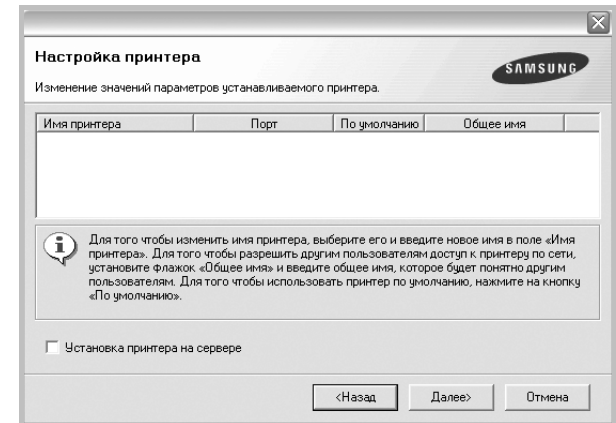 Настройка принтера
Изменение значений параметров устанавливаемого принтера.
SAMSUNG
Имя принтера Порт По умолчанию Общее имя
Для того чтобы изменить имя принтера, выберите его и введите новое имя в поле «Имя
принтера». Для того чтобы разрешить другим пользователям доступ к принтеру по сети,
установите флажок «Общее имя» и введите общее имя, которое будет понятно другим
пользователям. Для того чтобы использовать принтер по умолчанию, нажмите на кнопку
«По умолчанию».
Установка принтера на сервере
<Назад Далее> Отмена